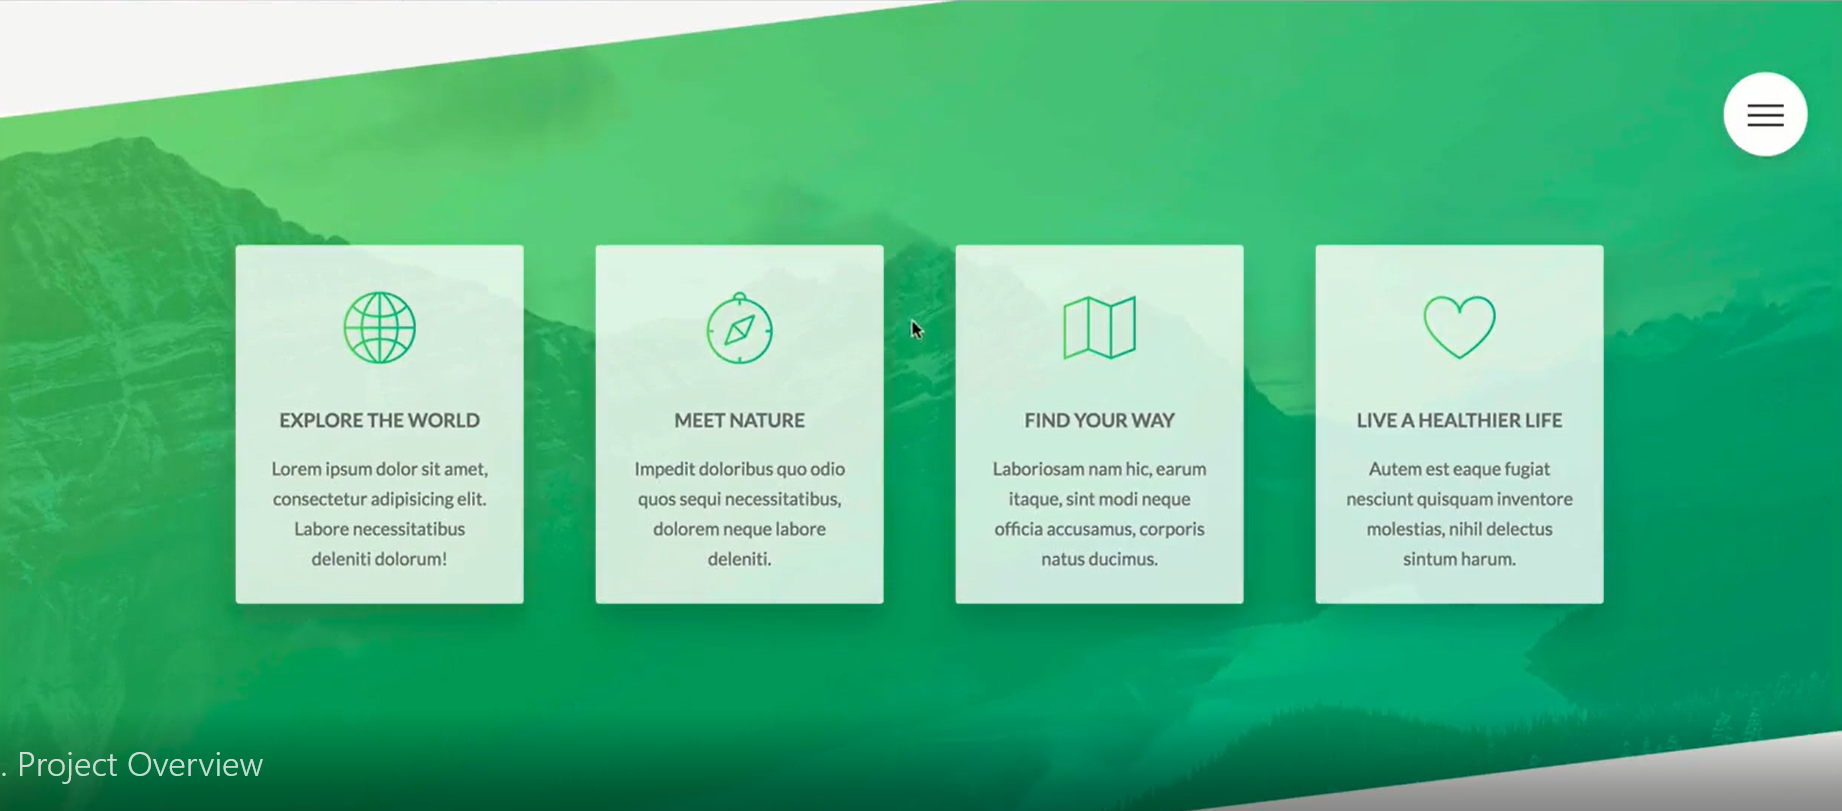 EXPLORE THE WORLD
Lorem ipsum dolor sit amet,
consectetur adipisicing elit.
Labore necessitatibus
deleniti dolorum!
MEET NATURE
Impedit doloribus quo odio
quos sequi necessitatibus,
dolorem neque labore
deleniti.
FIND YOUR WAY
Laboriosam nam hic, earum
itaque, sint modi neque
officia accusamus, corporis
natus ducimus.
LIVE A HEALTHIER LIFE
Autem est eaque fugiat
nesciunt quisquam inventore
molestias, nihil delectus
sintum harum.
. Project Overview